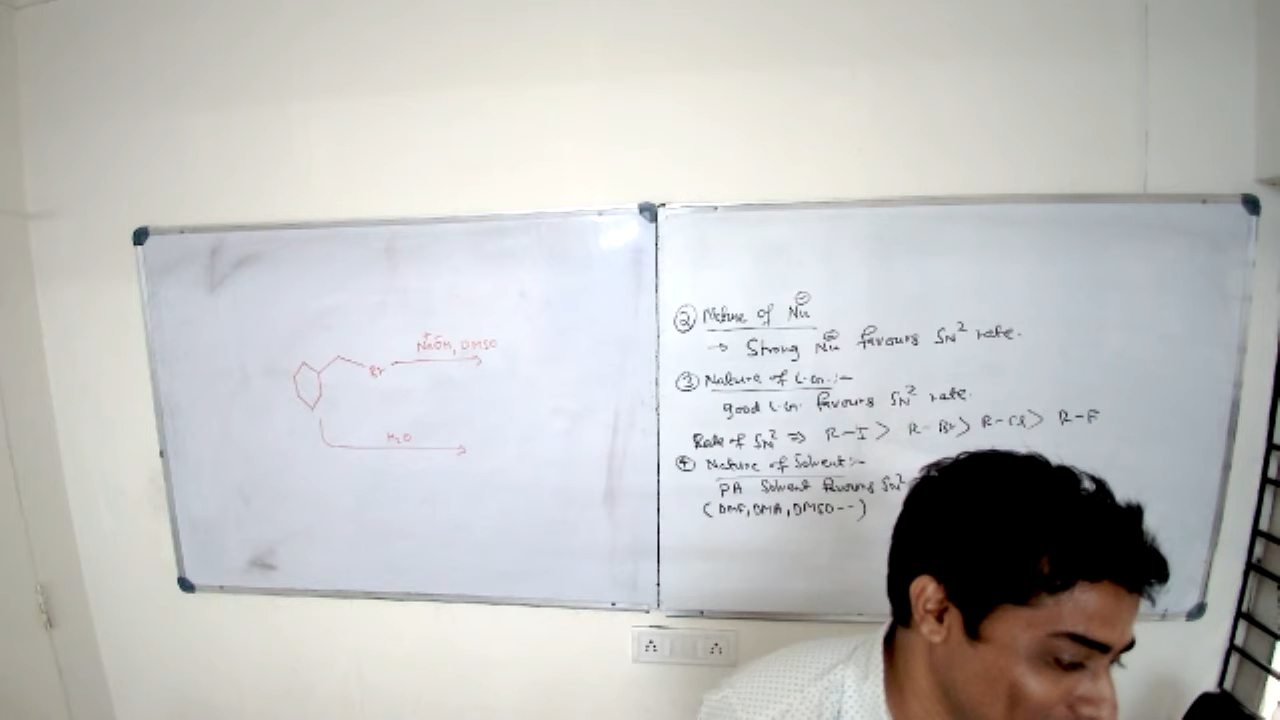 NaOH, DMSO
Br
H₂O
② Nature of Nu⊖
→ Strong Nu⊖ favours SN² rate.
③ Nature of L.G.:-
good L.G. favours SN² rate.
Rate of SN² ⇒ R-I > R-Br > R-Cl > R-F
④ Nature of Solvent:-
PA Solvent favours SN²
(DMF, DMA, DMSO--)